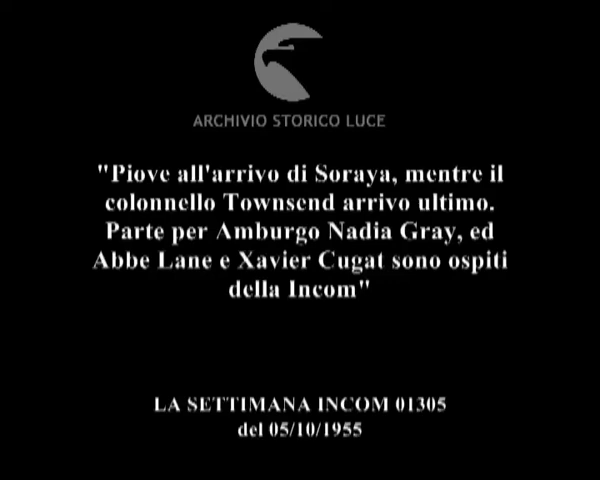 ARCHIVIO STORICO LUCE
"Piove all'arrivo di Soraya, mentre il
colonnello Townsend arrivo ultimo.
Parte per Amburgo Nadia Gray, ed
Abbe Lane e Xavier Cugat sono ospiti
della Incom"
LA SETTIMANA INCOM 01305
del 05/10/1955